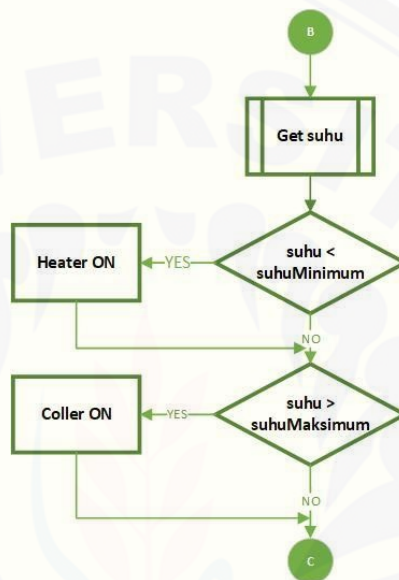 B
Get suhu
suhu <
suhuMinimum
YES
Heater ON
NO
suhu >
suhuMaksimum
YES
Coller ON
NO
C